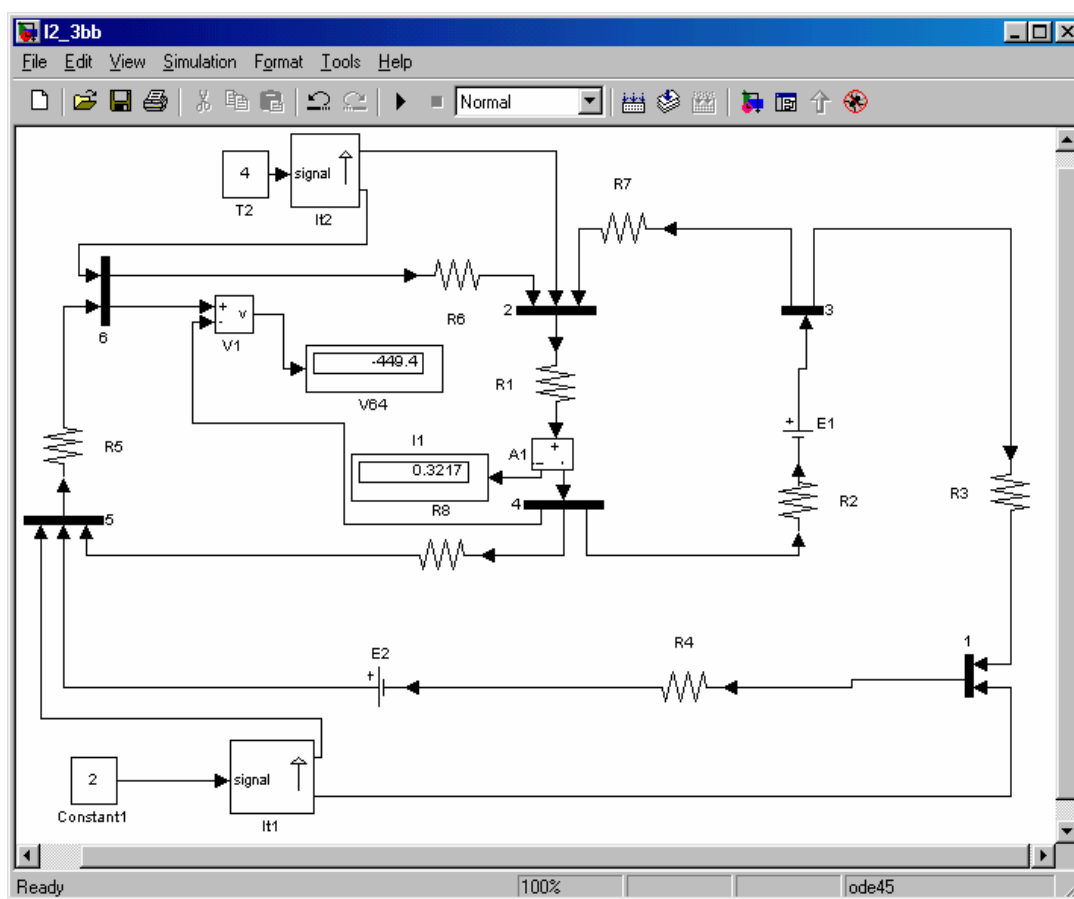 I2_3bb
File Edit View Simulation Format Tools Help
Normal
4
T2
signal
It2
R7
6
R6
2
3
+
-
v
V1
-449.4
V64
R1
I1
0.3217
A1
+
-
R8
4
+
E1
R2
R3
R5
5
E2
+
R4
1
2
Constant1
signal
It1
Ready 100% ode45